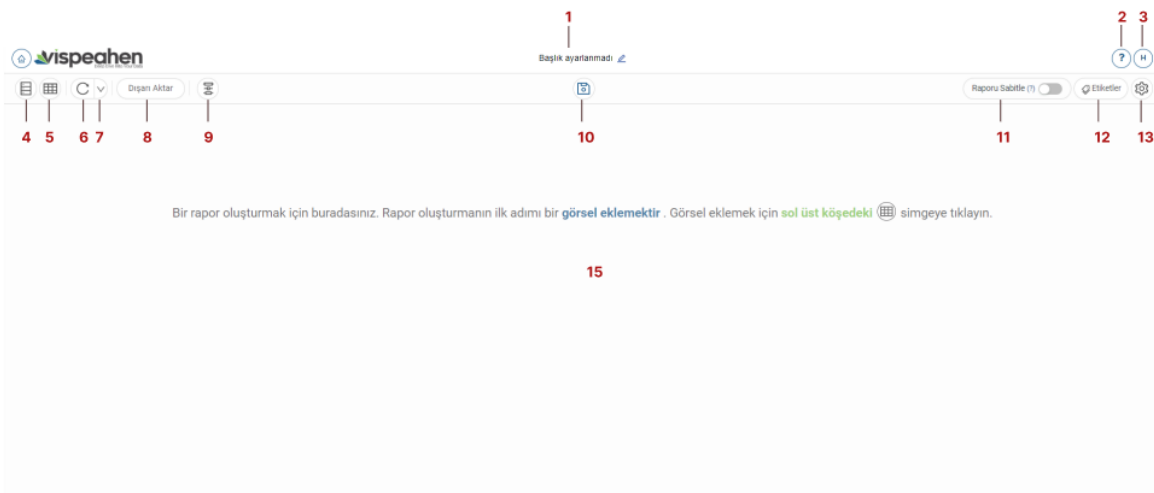 1
2 3
vispeahen
Başlık ayarlanmadı
? H
Dışarı Aktar
Raporu Sabitle (?)
Etiketler
4 5 6 7 8 9 10 11 12 13
Bir rapor oluşturmak için buradasınız. Rapor oluşturmanın ilk adımı bir görsel eklemektir . Görsel eklemek için sol üst köşedeki simgeye tıklayın.
15